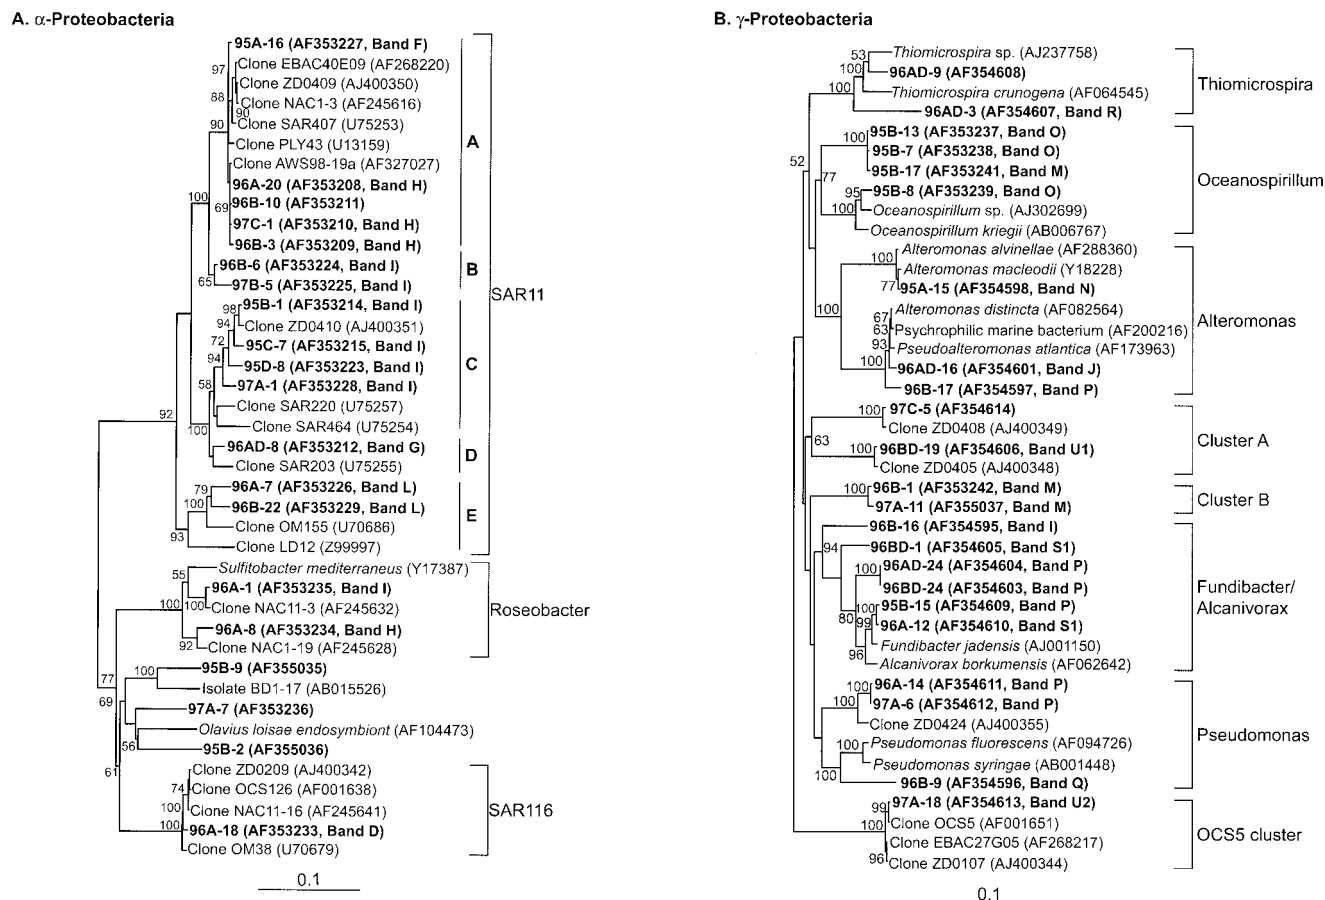 A. α-Proteobacteria
95A-16 (AF353227, Band F)
97
Clone EBAC40E09 (AF268220)
Clone ZD0409 (AJ400350)
88
Clone NAC1-3 (AF245616)
90
Clone SAR407 (U75253)
90
Clone PLY43 (U13159)
A
Clone AWS98-19a (AF327027)
96A-20 (AF353208, Band H)
100
96B-10 (AF353211)
69
97C-1 (AF353210, Band H)
96B-3 (AF353209, Band H)
96B-6 (AF353224, Band I)
B
65
97B-5 (AF353225, Band I)
SAR11
98
95B-1 (AF353214, Band I)
94
Clone ZD0410 (AJ400351)
72
95C-7 (AF353215, Band I)
94
95D-8 (AF353223, Band I)
C
58
97A-1 (AF353228, Band I)
Clone SAR220 (U75257)
92
Clone SAR464 (U75254)
100
96AD-8 (AF353212, Band G)
D
Clone SAR203 (U75255)
79
96A-7 (AF353226, Band L)
100
96B-22 (AF353229, Band L)
E
Clone OM155 (U70686)
93
Clone LD12 (Z99997)
Sulfitobacter mediterraneus (Y17387)
55
96A-1 (AF353235, Band I)
100
100
Clone NAC11-3 (AF245632)
Roseobacter
96A-8 (AF353234, Band H)
92
Clone NAC1-19 (AF245628)
95B-9 (AF355035)
77
100
Isolate BD1-17 (AB015526)
69
97A-7 (AF353236)
Olavius loisae endosymbiont (AF104473)
56
95B-2 (AF355036)
61
Clone ZD0209 (AJ400342)
74
Clone OCS126 (AF001638)
100
Clone NAC11-16 (AF245641)
SAR116
100
96A-18 (AF353233, Band D)
Clone OM38 (U70679)
0.1
B. γ-Proteobacteria
53
Thiomicrospira sp. (AJ237758)
100
96AD-9 (AF354608)
100
Thiomicrospira crunogena (AF064545)
Thiomicrospira
96AD-3 (AF354607, Band R)
100
95B-13 (AF353237, Band O)
95B-7 (AF353238, Band O)
52
77
95B-17 (AF353241, Band M)
Oceanospirillum
95
95B-8 (AF353239, Band O)
100
Oceanospirillum sp. (AJ302699)
Oceanospirillum kriegii (AB006767)
Alteromonas alvinellae (AF288360)
100
Alteromonas macleodii (Y18228)
77
95A-15 (AF354598, Band N)
100
Alteromonas distincta (AF082564)
67
Alteromonas
63
Psychrophilic marine bacterium (AF200216)
93
Pseudoalteromonas atlantica (AF173963)
100
96AD-16 (AF354601, Band J)
96B-17 (AF354597, Band P)
100
97C-5 (AF354614)
Clone ZD0408 (AJ400349)
63
Cluster A
100
96BD-19 (AF354606, Band U1)
Clone ZD0405 (AJ400348)
100
96B-1 (AF353242, Band M)
Cluster B
97A-11 (AF355037, Band M)
96B-16 (AF354595, Band I)
94
96BD-1 (AF354605, Band S1)
100
96AD-24 (AF354604, Band P)
96BD-24 (AF354603, Band P)
Fundibacter/
Alcanivorax
100
95B-15 (AF354609, Band P)
80
99
96A-12 (AF354610, Band S1)
Fundibacter jadensis (AJ001150)
96
Alcanivorax borkumensis (AF062642)
100
96A-14 (AF354611, Band P)
100
97A-6 (AF354612, Band P)
Clone ZD0424 (AJ400355)
Pseudomonas
100
Pseudomonas fluorescens (AF094726)
100
Pseudomonas syringae (AB001448)
96B-9 (AF354596, Band Q)
99
97A-18 (AF354613, Band U2)
100
Clone OCS5 (AF001651)
OCS5 cluster
Clone EBAC27G05 (AF268217)
96
Clone ZD0107 (AJ400344)
0.1